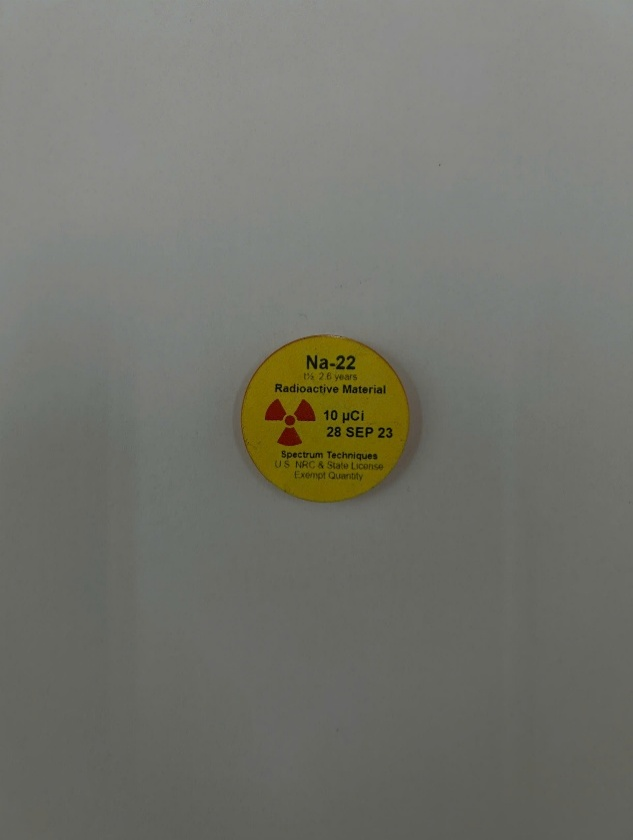 Na-22
t½ 2.6 years
Radioactive Material
10 µCi
28 SEP 23
Spectrum Techniques
U.S. NRC & State License
Exempt Quantity